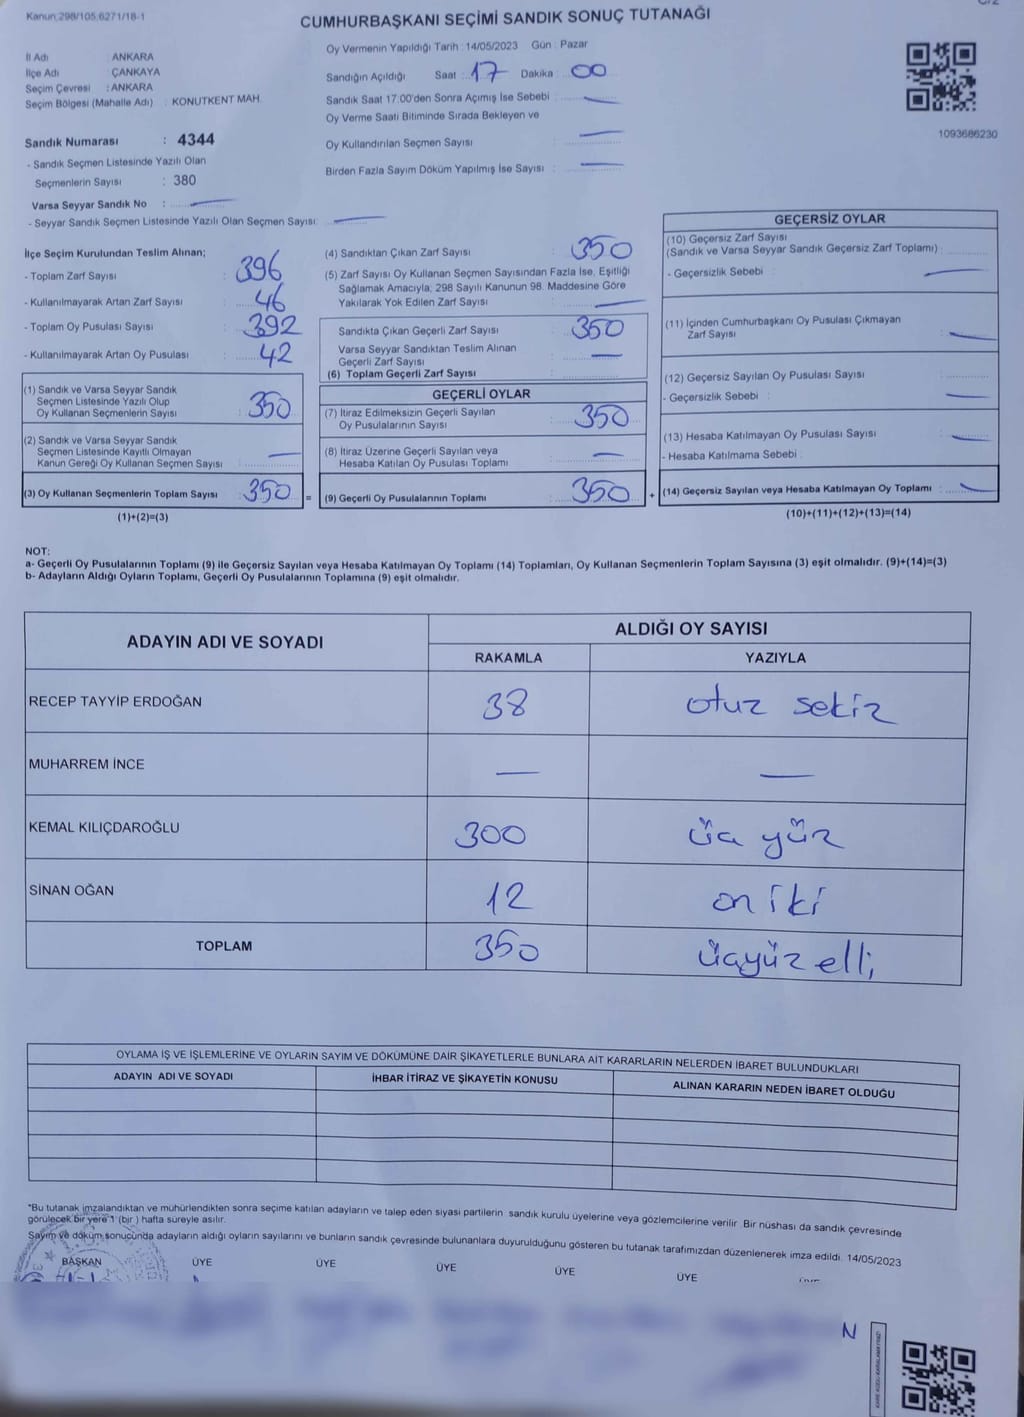 Kanun 298/105 6271/18-1
CUMHURBAŞKANI SEÇİMİ SANDIK SONUÇ TUTANAĞI
İl Adı : ANKARA
İlçe Adı : ÇANKAYA
Seçim Çevresi : ANKARA
Seçim Bölgesi (Mahalle Adı) : KONUTKENT MAH.
Sandık Numarası : 4344
- Sandık Seçmen Listesinde Yazılı Olan
Seçmenlerin Sayısı : 380
Varsa Seyyar Sandık No : —
- Seyyar Sandık Seçmen Listesinde Yazılı Olan Seçmen Sayısı: —
Oy Vermenin Yapıldığı Tarih : 14/05/2023 Gün : Pazar
Sandığın Açıldığı Saat : 17 Dakika : 00
Sandık Saat 17.00'den Sonra Açımış İse Sebebi : —
Oy Verme Saati Bitiminde Sırada Bekleyen ve
Oy Kullandırılan Seçmen Sayısı : —
Birden Fazla Sayım Döküm Yapılmış İse Sayısı : —
1093686230
İlçe Seçim Kurulundan Teslim Alınan;
- Toplam Zarf Sayısı : 396
- Kullanılmayarak Artan Zarf Sayısı : 46
- Toplam Oy Pusulası Sayısı : 392
- Kullanılmayarak Artan Oy Pusulası : 42
(1) Sandık ve Varsa Seyyar Sandık
Seçmen Listesinde Yazılı Olup
Oy Kullanan Seçmenlerin Sayısı : 350
(2) Sandık ve Varsa Seyyar Sandık
Seçmen Listesinde Kayıtlı Olmayan
Kanun Gereği Oy Kullanan Seçmen Sayısı : —
(3) Oy Kullanan Seçmenlerin Toplam Sayısı : 350 =
(1)+(2)=(3)
(4) Sandıktan Çıkan Zarf Sayısı : 350
(5) Zarf Sayısı Oy Kullanan Seçmen Sayısından Fazla İse, Eşitliği
Sağlamak Amacıyla; 298 Sayılı Kanunun 98. Maddesine Göre
Yakılarak Yok Edilen Zarf Sayısı : —
Sandıkta Çıkan Geçerli Zarf Sayısı : 350
Varsa Seyyar Sandıktan Teslim Alınan
Geçerli Zarf Sayısı : —
(6) Toplam Geçerli Zarf Sayısı :
GEÇERLİ OYLAR
(7) İtiraz Edilmeksizin Geçerli Sayılan
Oy Pusulalarının Sayısı : 350
(8) İtiraz Üzerine Geçerli Sayılan veya
Hesaba Katılan Oy Pusulası Toplamı : —
(9) Geçerli Oy Pusulalarının Toplamı : 350 +
GEÇERSİZ OYLAR
(10) Geçersiz Zarf Sayısı
(Sandık ve Varsa Seyyar Sandık Geçersiz Zarf Toplamı) :
- Geçersizlik Sebebi : —
(11) İçinden Cumhurbaşkanı Oy Pusulası Çıkmayan
Zarf Sayısı : —
(12) Geçersiz Sayılan Oy Pusulası Sayısı :
- Geçersizlik Sebebi : —
(13) Hesaba Katılmayan Oy Pusulası Sayısı : —
- Hesaba Katılmama Sebebi :
(14) Geçersiz Sayılan veya Hesaba Katılmayan Oy Toplamı : —
(10)+(11)+(12)+(13)=(14)
NOT:
a- Geçerli Oy Pusulalarının Toplamı (9) ile Geçersiz Sayılan veya Hesaba Katılmayan Oy Toplamı (14) Toplamları, Oy Kullanan Seçmenlerin Toplam Sayısına (3) eşit olmalıdır. (9)+(14)=(3)
b- Adayların Aldığı Oyların Toplamı, Geçerli Oy Pusulalarının Toplamına (9) eşit olmalıdır.
ADAYIN ADI VE SOYADI
ALDIĞI OY SAYISI
RAKAMLA YAZIYLA
RECEP TAYYİP ERDOĞAN 38 otuz sekiz
MUHARREM İNCE — —
KEMAL KILIÇDAROĞLU 300 üç yüz
SİNAN OĞAN 12 on iki
TOPLAM 350 üçyüz elli
OYLAMA İŞ VE İŞLEMLERİNE VE OYLARIN SAYIM VE DÖKÜMÜNE DAİR ŞİKAYETLERLE BUNLARA AİT KARARLARIN NELERDEN İBARET BULUNDUKLARI
ADAYIN ADI VE SOYADI İHBAR İTİRAZ VE ŞİKAYETİN KONUSU ALINAN KARARIN NEDEN İBARET OLDUĞU
*Bu tutanak imzalandıktan ve mühürlendikten sonra seçime katılan adayların ve talep eden siyasi partilerin sandık kurulu üyelerine veya gözlemcilerine verilir. Bir nüshası da sandık çevresinde
görülecek bir yere 1 (bir ) hafta süreyle asılır.
Sayım ve döküm sonucunda adayların aldığı oyların sayılarını ve bunların sandık çevresinde bulunanlara duyurulduğunu gösteren bu tutanak tarafımızdan düzenlenerek imza edildi. 14/05/2023
BAŞKAN ÜYE ÜYE ÜYE ÜYE ÜYE
N